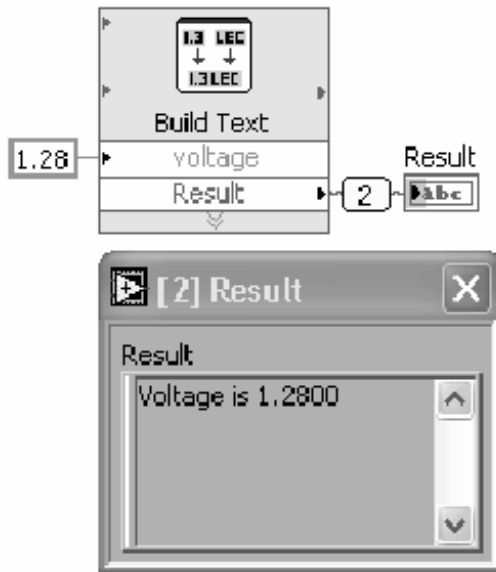 1.3 LEC
1.3LEC
Build Text
1.28
voltage
Result
Result
2
abc
[2] Result
Result
Voltage is 1.2800